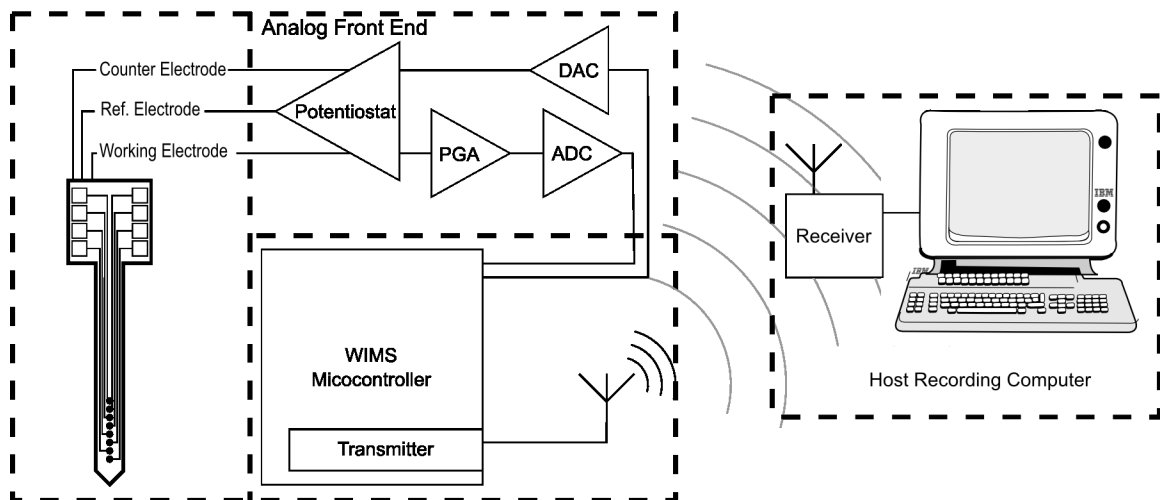 Analog Front End
Counter Electrode
DAC
Ref. Electrode
Potentiostat
Working Electrode
PGA
ADC
IBM
Receiver
IBM
WIMS
Micocontroller
Host Recording Computer
Transmitter